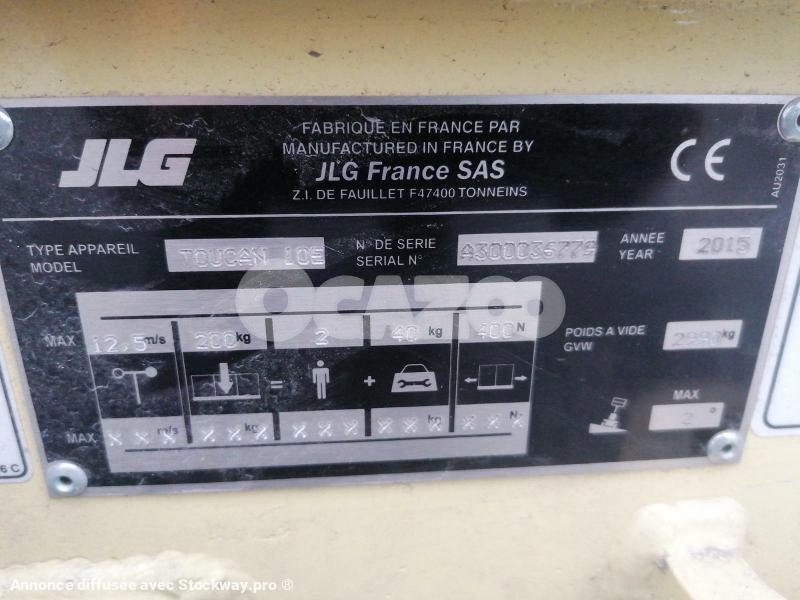 JLG
FABRIQUE EN FRANCE PAR
MANUFACTURED IN FRANCE BY
JLG France SAS
Z.I. DE FAUILLET F47400 TONNEINS
CE
AU2031
TYPE APPAREIL
MODEL
TOUCAN 10E
N° DE SERIE
SERIAL N°
ANNEE
YEAR
2015
OCAZOO
MAX 12,5 m/s 200 kg 2 40 kg 400 N
= +
POIDS A VIDE
GVW
kg
MAX
2°
MAX X X X m/s X X X kg X X X X X X kg X X X N
6 C
Annonce diffusée avec Stockway.pro ®